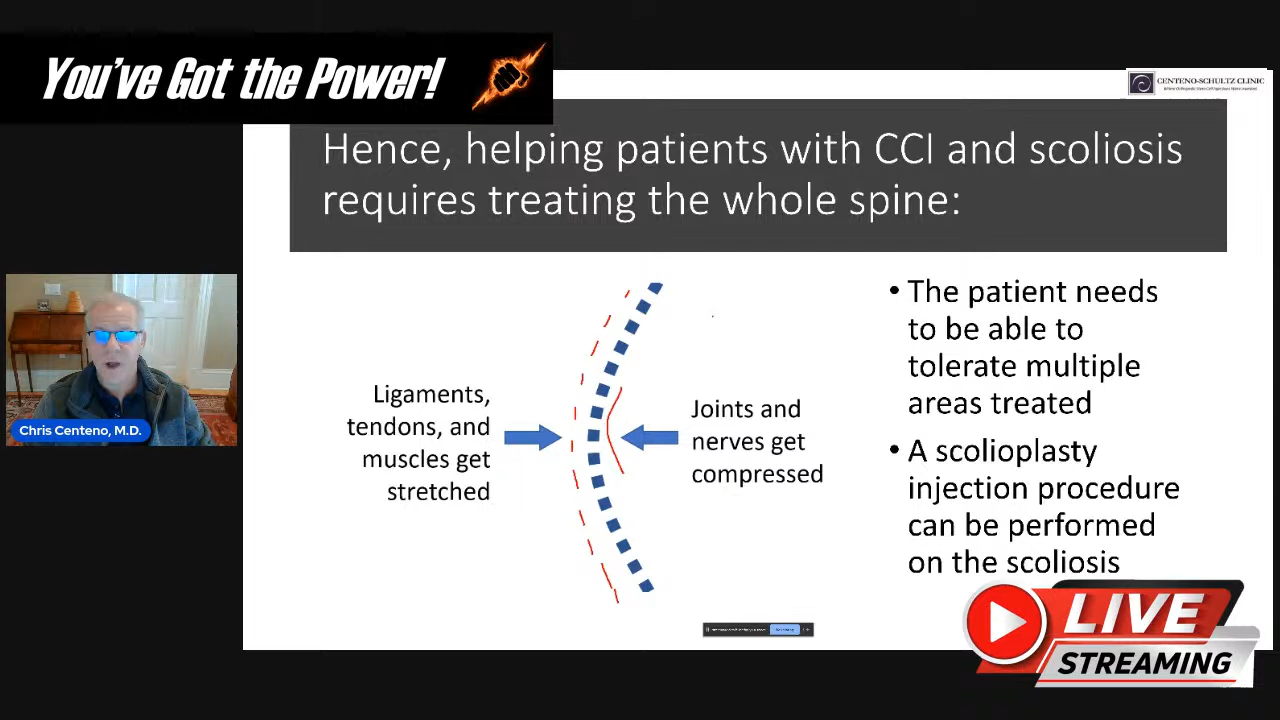 You've Got the Power!
CENTENO-SCHULTZ CLINIC
Hence, helping patients with CCI and scoliosis
requires treating the whole spine:
Chris Centeno, M.D.
Ligaments,
tendons, and
muscles get
stretched
Joints and
nerves get
compressed
• The patient needs
to be able to
tolerate multiple
areas treated
• A scolioplasty
injection procedure
can be performed
on the scoliosis
LIVE
STREAMING